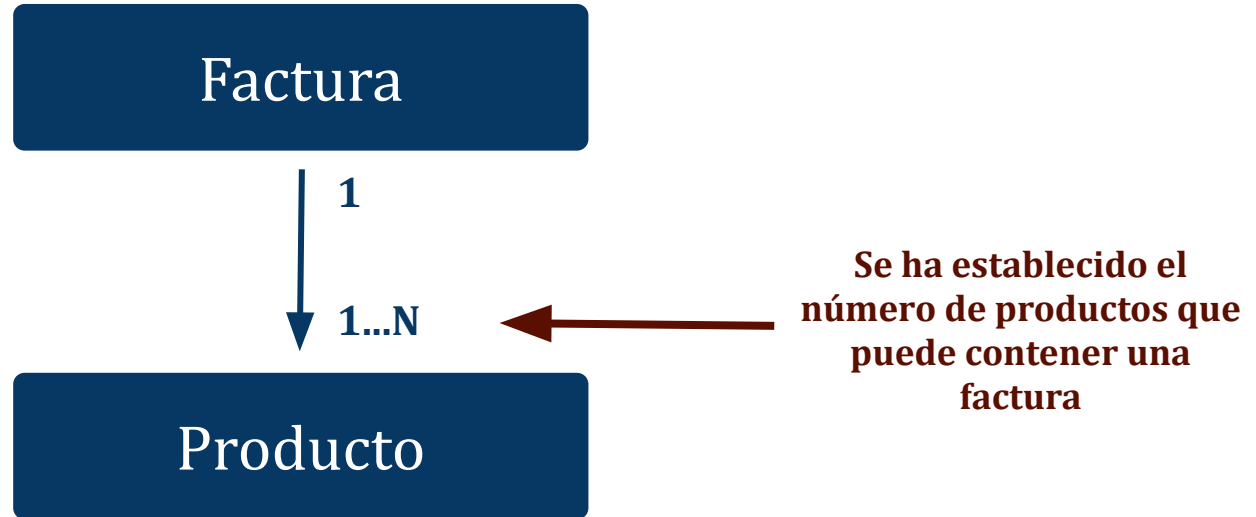 Factura
1
1...N
Se ha establecido el
número de productos que
puede contener una
factura
Producto